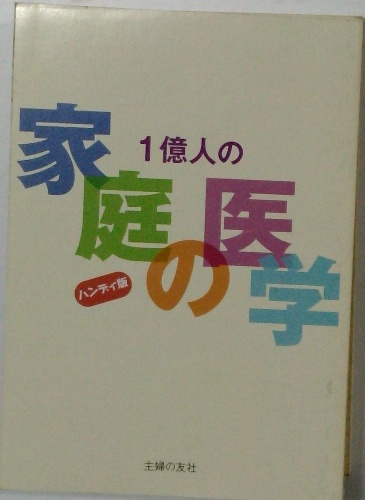 1億人の
家庭の医学
ハンディ版
主婦の友社